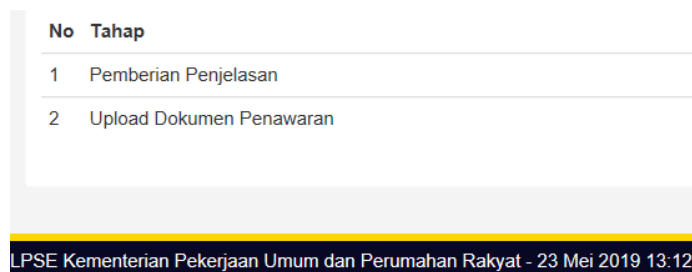 No Tahap
1 Pemberian Penjelasan
2 Upload Dokumen Penawaran
LPSE Kementerian Pekerjaan Umum dan Perumahan Rakyat - 23 Mei 2019 13:12